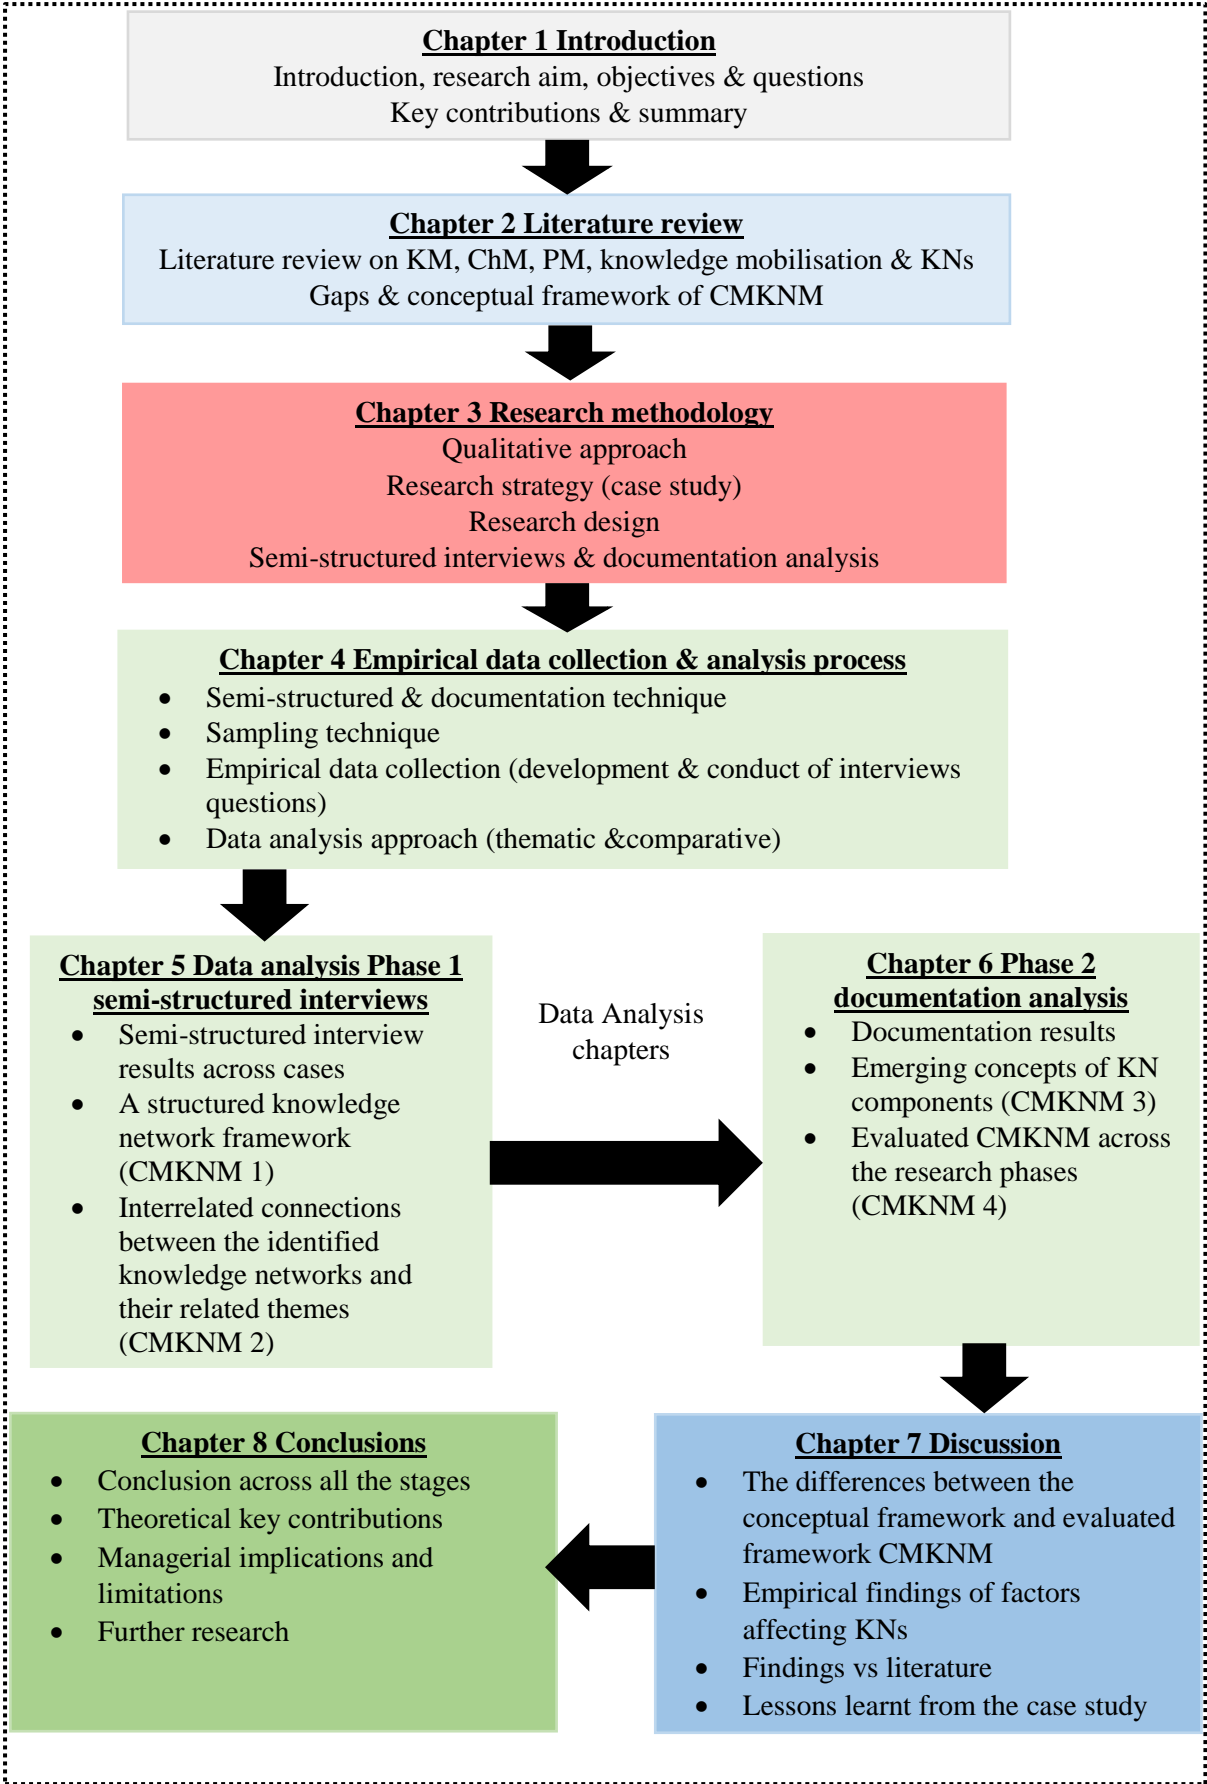 Chapter 1 Introduction
Introduction, research aim, objectives & questions
Key contributions & summary
Chapter 2 Literature review
Literature review on KM, ChM, PM, knowledge mobilisation & KNs
Gaps & conceptual framework of CMKNM
Chapter 3 Research methodology
Qualitative approach
Research strategy (case study)
Research design
Semi-structured interviews & documentation analysis
Chapter 4 Empirical data collection & analysis process
• Semi-structured & documentation technique
• Sampling technique
• Empirical data collection (development & conduct of interviews
questions)
• Data analysis approach (thematic &comparative)
Chapter 5 Data analysis Phase 1
semi-structured interviews
• Semi-structured interview
results across cases
• A structured knowledge
network framework
(CMKNM 1)
• Interrelated connections
between the identified
knowledge networks and
their related themes
(CMKNM 2)
Data Analysis
chapters
Chapter 6 Phase 2
documentation analysis
• Documentation results
• Emerging concepts of KN
components (CMKNM 3)
• Evaluated CMKNM across
the research phases
(CMKNM 4)
Chapter 7 Discussion
• The differences between the
conceptual framework and evaluated
framework CMKNM
• Empirical findings of factors
affecting KNs
• Findings vs literature
• Lessons learnt from the case study
Chapter 8 Conclusions
• Conclusion across all the stages
• Theoretical key contributions
• Managerial implications and
limitations
• Further research